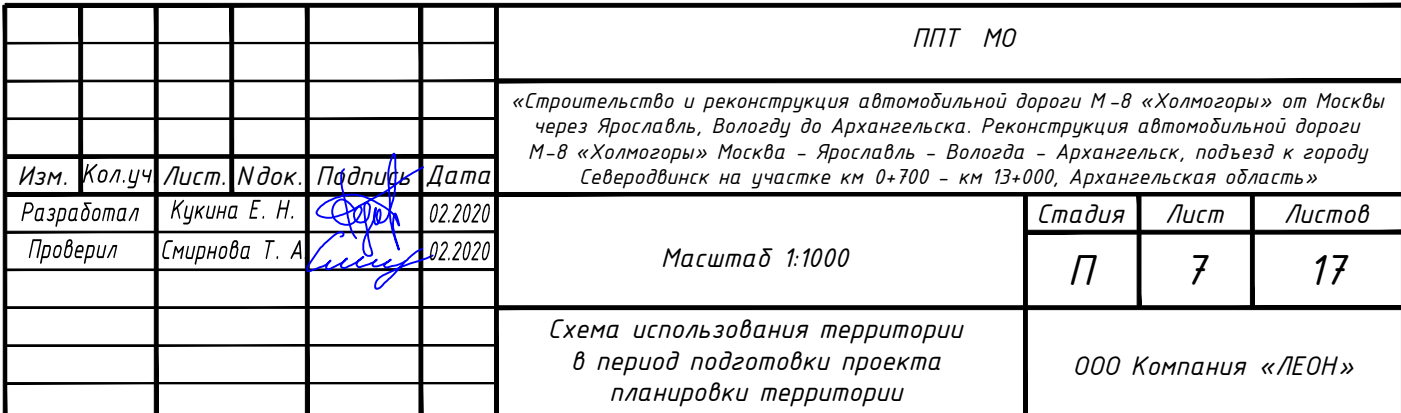 ППТ МО
«Строительство и реконструкция автомобильной дороги М-8 «Холмогоры» от Москвы
через Ярославль, Вологду до Архангельска. Реконструкция автомобильной дороги
М-8 «Холмогоры» Москва - Ярославль - Вологда - Архангельск, подъезд к городу
Северодвинск на участке км 0+700 - км 13+000, Архангельская область»
Изм. Кол.уч Лист. Nдок. Подпись Дата
Разработал Кукина Е. Н. 02.2020
Проверил Смирнова Т. А 02.2020
Масштаб 1:1000
Стадия Лист Листов
П 7 17
Схема использования территории
в период подготовки проекта
планировки территории
ООО Компания «ЛЕОН»